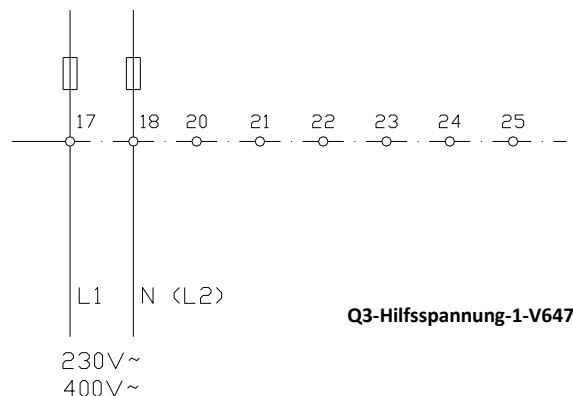 17 18 20 21 22 23 24 25
L1 N (L2)
Q3-Hilfsspannung-1-V647
230V~
400V~